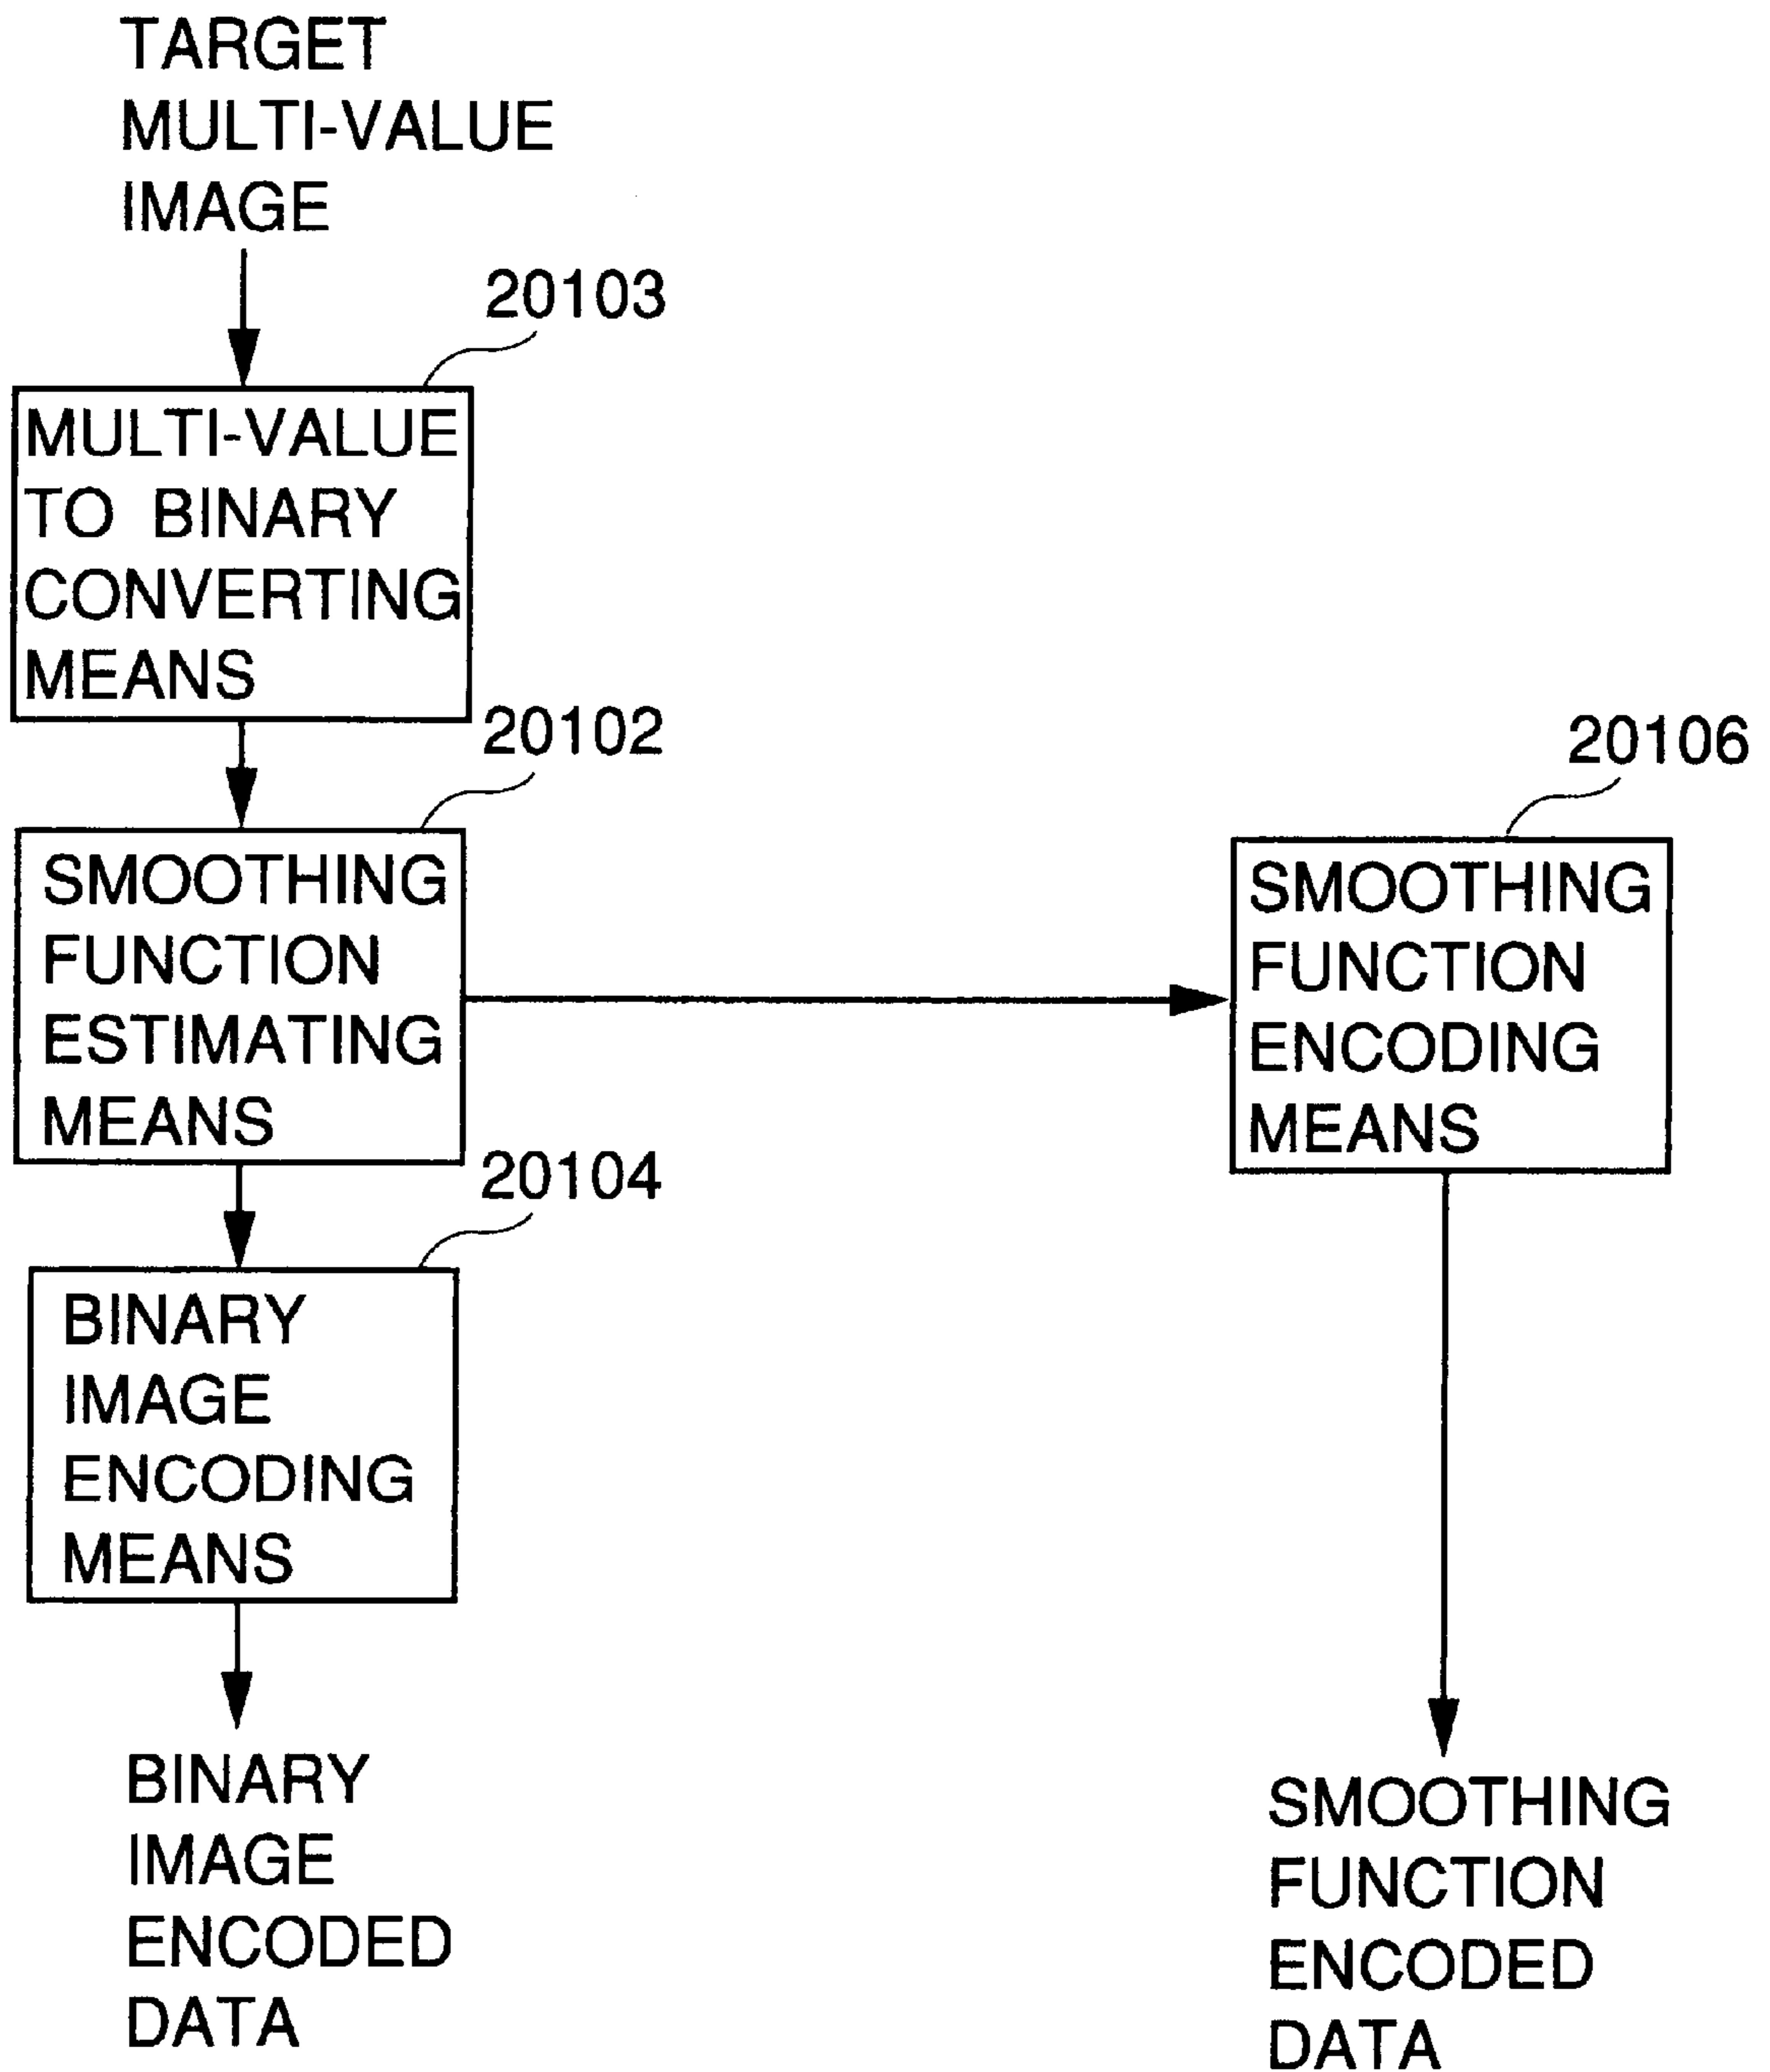 TARGET
MULTI-VALUE
IMAGE
20103
MULTI-VALUE
TO BINARY
CONVERTING
MEANS
20102
SMOOTHING
FUNCTION
ESTIMATING
MEANS
20106
SMOOTHING
FUNCTION
ENCODING
MEANS
20104
BINARY
IMAGE
ENCODING
MEANS
BINARY
IMAGE
ENCODED
DATA
SMOOTHING
FUNCTION
ENCODED
DATA